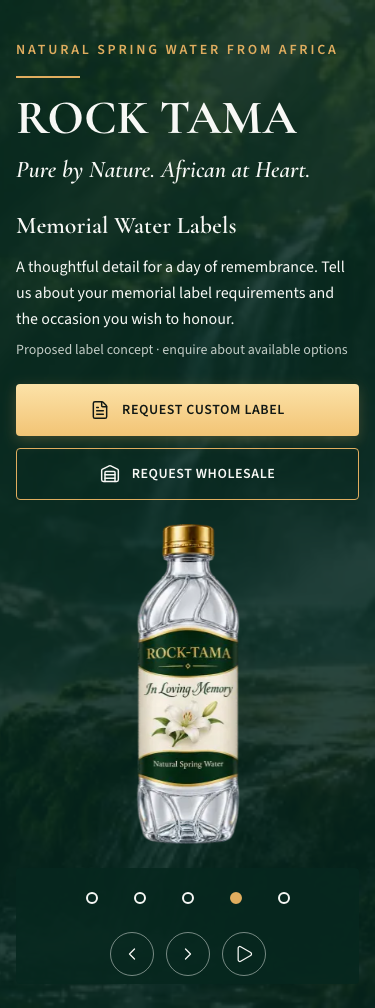 NATURAL SPRING WATER FROM AFRICA
ROCK TAMA
Pure by Nature. African at Heart.
Memorial Water Labels
A thoughtful detail for a day of remembrance. Tell
us about your memorial label requirements and
the occasion you wish to honour.
Proposed label concept · enquire about available options
REQUEST CUSTOM LABEL
REQUEST WHOLESALE
ROCK-TAMA
In Loving Memory
Natural Spring Water